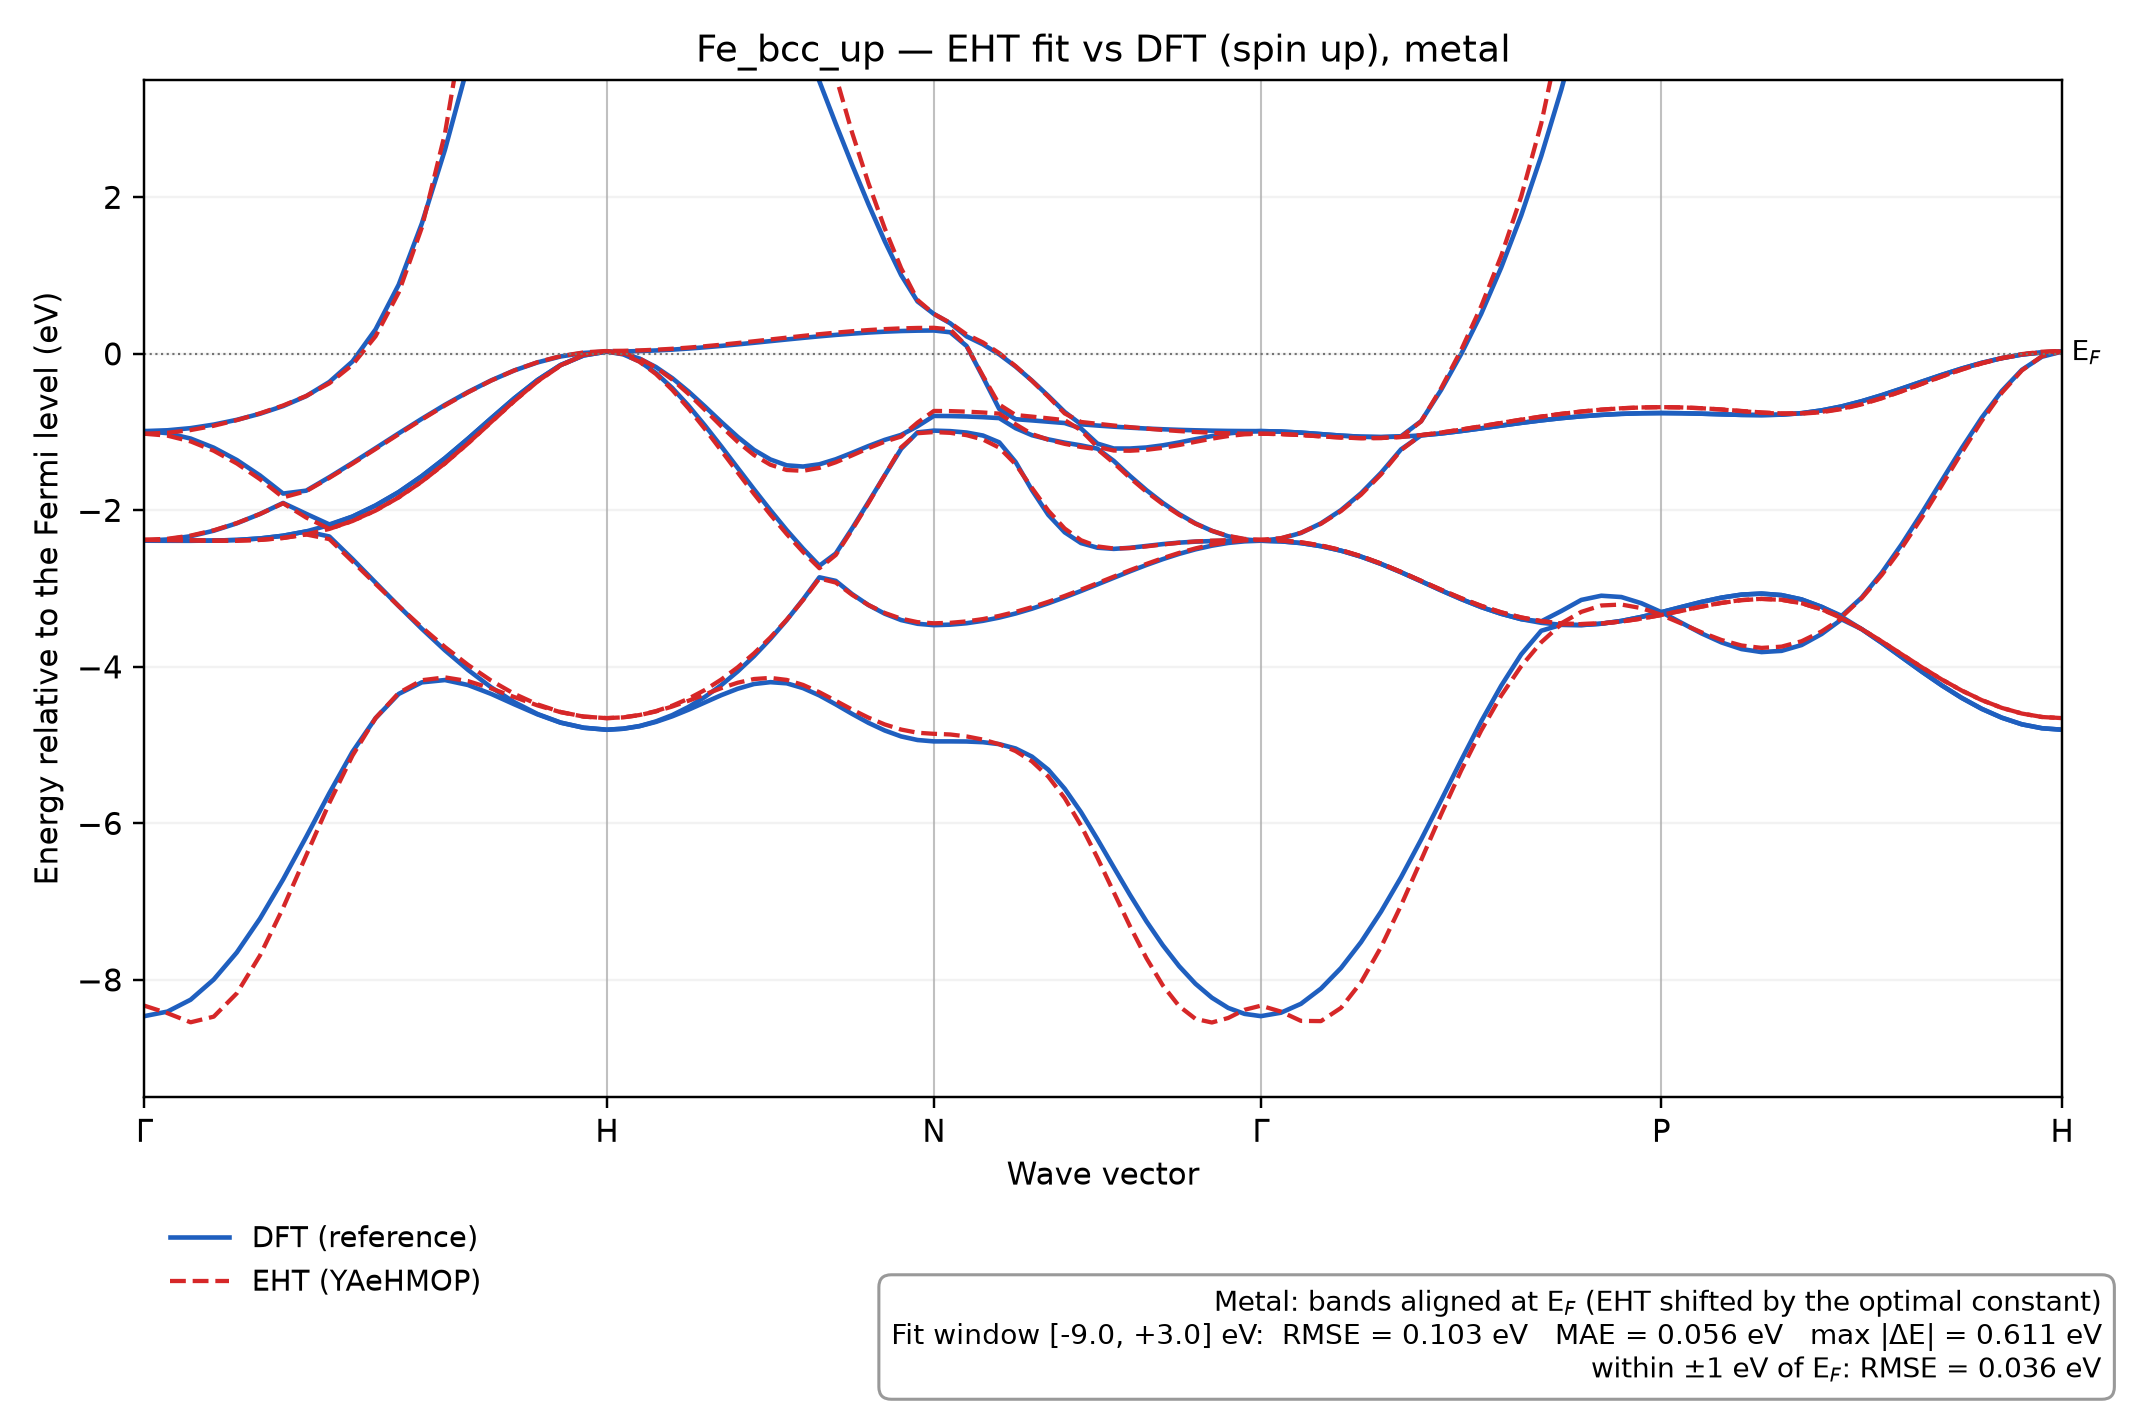 Fe_bcc_up — EHT fit vs DFT (spin up), metal
Energy relative to the Fermi level (eV)
2
0
−2
−4
−6
−8
E_F
Γ H N Γ P H
Wave vector
DFT (reference)
EHT (YAeHMOP)
Metal: bands aligned at E_F (EHT shifted by the optimal constant)
Fit window [-9.0, +3.0] eV: RMSE = 0.103 eV MAE = 0.056 eV max |ΔE| = 0.611 eV
within ±1 eV of E_F: RMSE = 0.036 eV